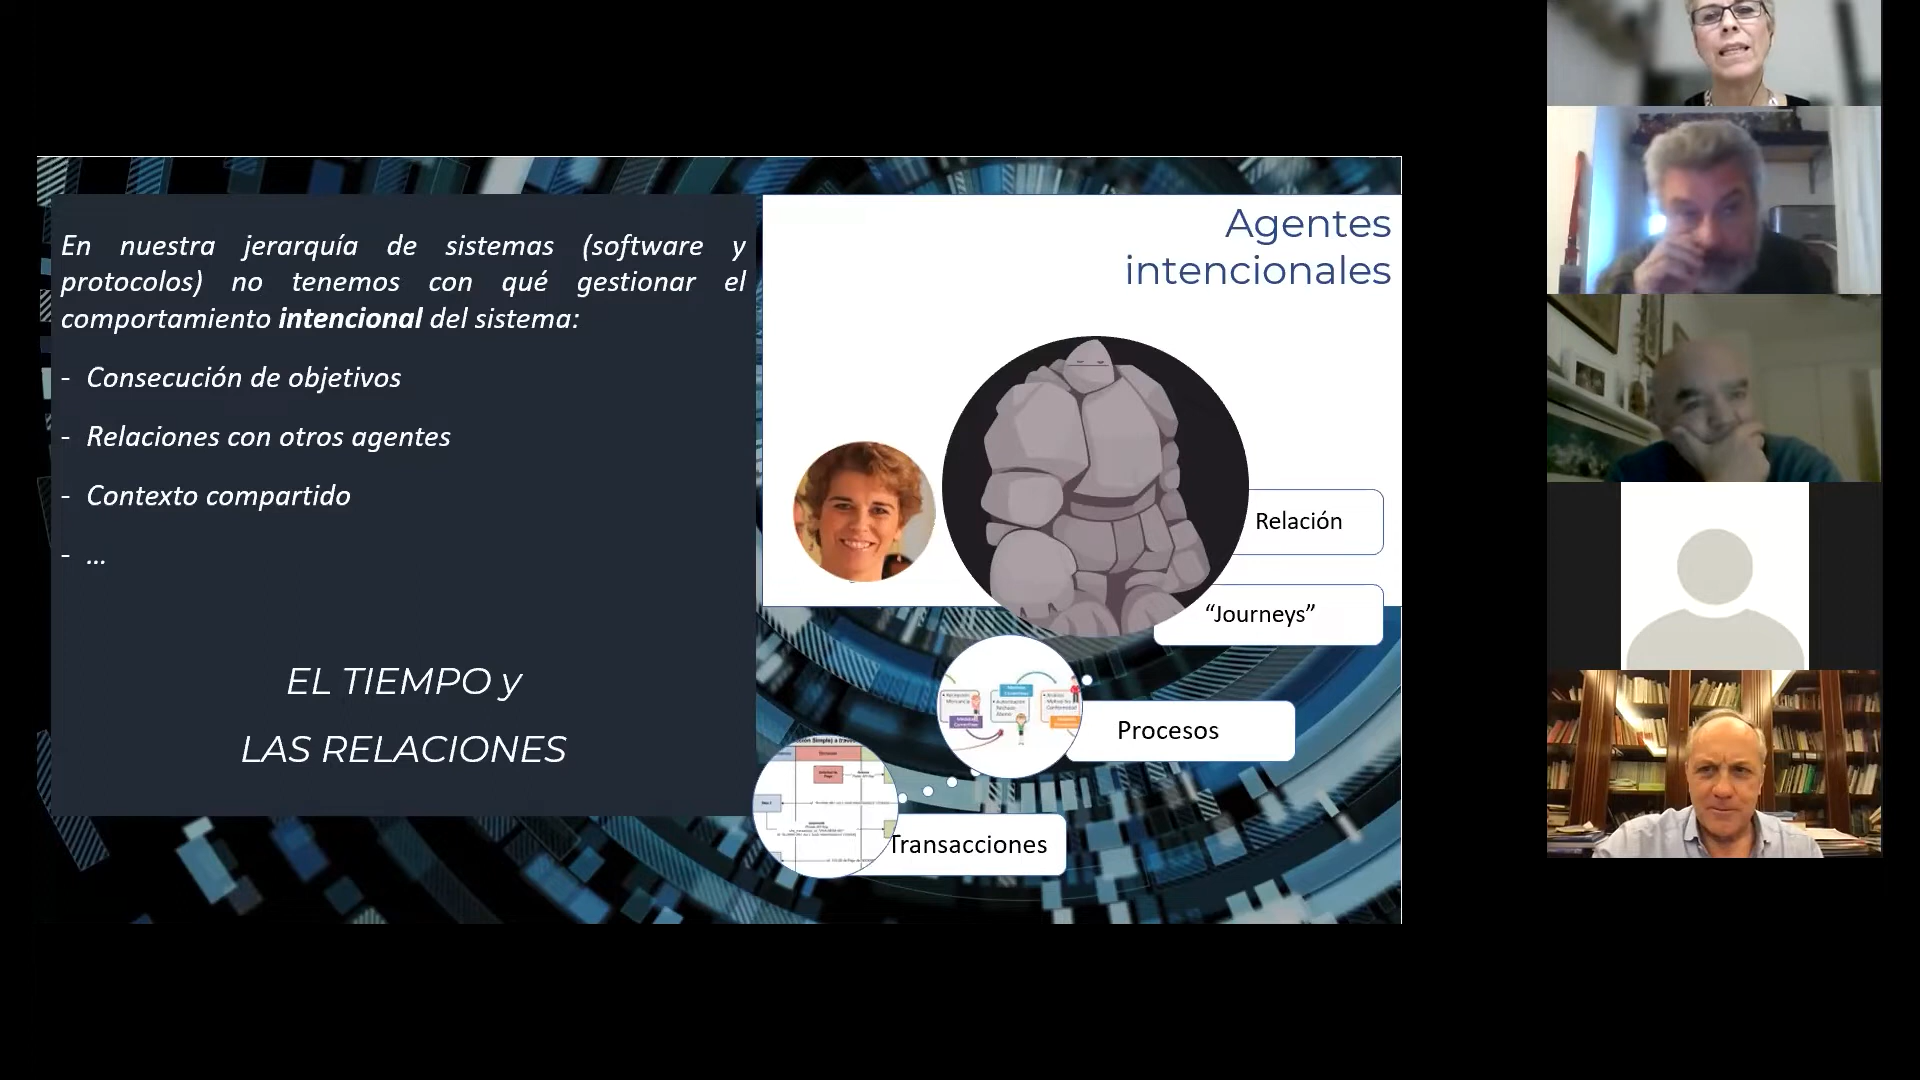 En nuestra jerarquía de sistemas (software y
protocolos) no tenemos con qué gestionar el
comportamiento intencional del sistema:
- Consecución de objetivos
- Relaciones con otros agentes
- Contexto compartido
- ...
EL TIEMPO y
LAS RELACIONES
Agentes
intencionales
Relación
“Journeys”
Procesos
Transacciones